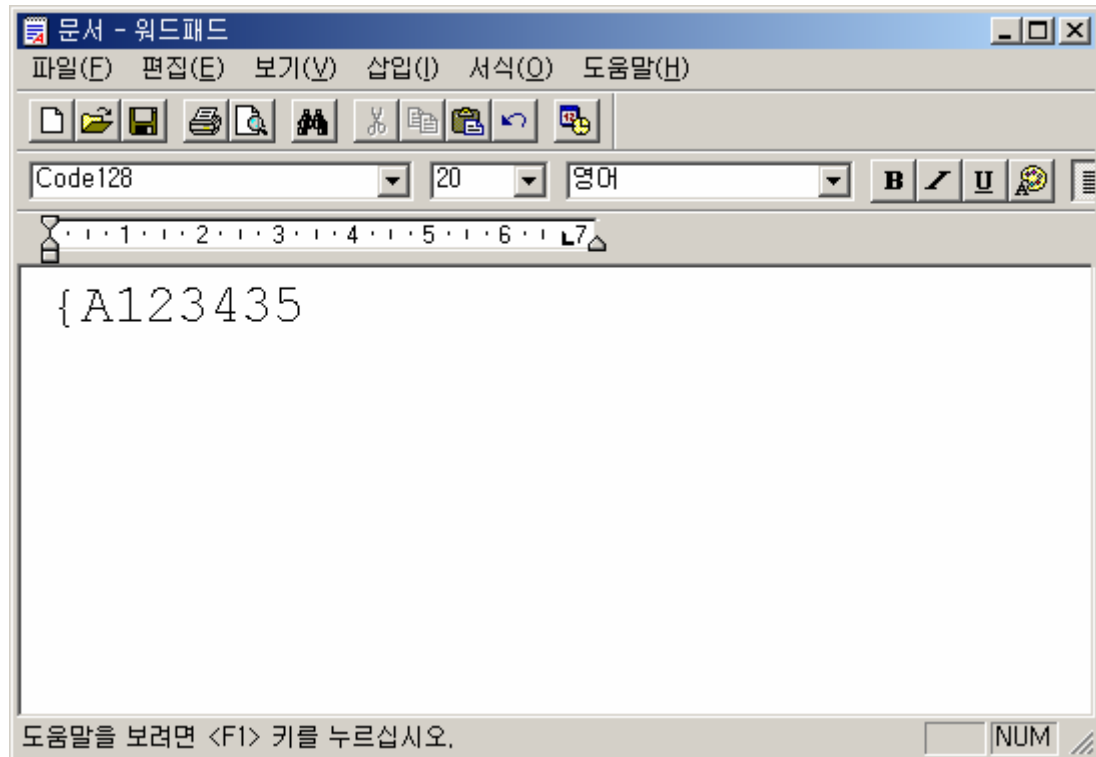 문서 - 워드패드
파일(F) 편집(E) 보기(V) 삽입(I) 서식(O) 도움말(H)
Code128 20 영어 B I U
1 2 3 4 5 6 7
{A123435
도움말을 보려면 <F1> 키를 누르십시오.
NUM